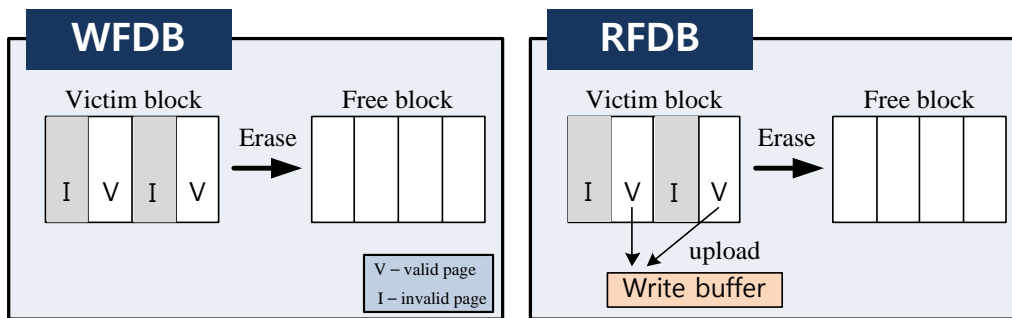 WFDB
Victim block
Free block
Erase
I V I V
V – valid page
I – invalid page
RFDB
Victim block
Free block
Erase
I V I V
upload
Write buffer